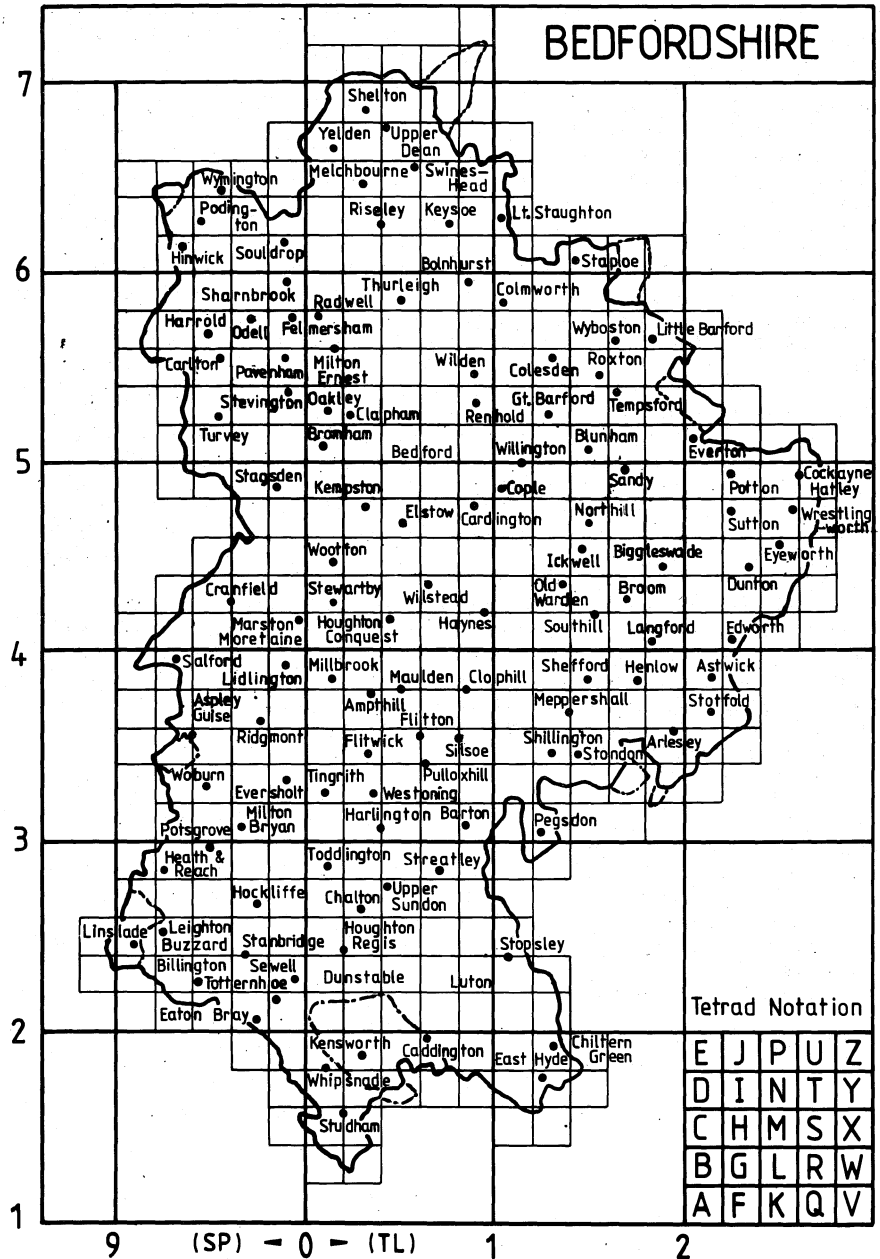 BEDFORDSHIRE
7
Shelton
Yelden
Upper
Dean
Melchbourne
Swines-
Head
Wymington
Poding-
ton
Riseley
Keysoe
Lt. Staughton
Hinwick
Souldrop
6
Bolnhurst
Staploe
Sharnbrook
Thurleigh
Colmworth
Radwell
Harrold
Odell
Felmersham
Wyboston
Little Barford
Carlton
Pavenham
Milton
Ernest
Wilden
Colesden
Roxton
Stevington
Oakley
Clapham
Renhold
Gt. Barford
Tempsford
Turvey
Bromham
Bedford
Willington
Blunham
Everton
5
Stagsden
Kempston
Cople
Sandy
Potton
Cockayne
Hatley
Elstow
Cardington
Northill
Sutton
Wrestling
-worth
Wootton
Ickwell
Biggleswade
Eyeworth
Cranfield
Stewartby
Wilstead
Old
Warden
Broom
Dunton
Marston
Moretaine
Houghton
Conquest
Haynes
Southill
Langford
Edworth
4
Salford
Lidlington
Millbrook
Maulden
Clophill
Shefford
Henlow
Astwick
Aspley
Guise
Ampthill
Meppershall
Stotfold
Ridgmont
Flitton
Flitwick
Silsoe
Shillington
Stondon
Arlesey
Woburn
Eversholt
Tingrith
Westoning
Pulloxhill
Milton
Bryan
Harlington
Barton
Pegsdon
Potsgrove
3
Heath &
Reach
Toddington
Streatley
Hockliffe
Chalton
Upper
Sundon
Linslade
Leighton
Buzzard
Stanbridge
Houghton
Regis
Stopsley
Billington
Totternhoe
Sewell
Dunstable
Luton
Eaton Bray
2
Kensworth
Caddington
East Hyde
Chiltern
Green
Whipsnade
Studham
Tetrad Notation
E J P U Z
D I N T Y
C H M S X
B G L R W
A F K Q V
1
9 (SP) ◄ 0 ► (TL) 1 2